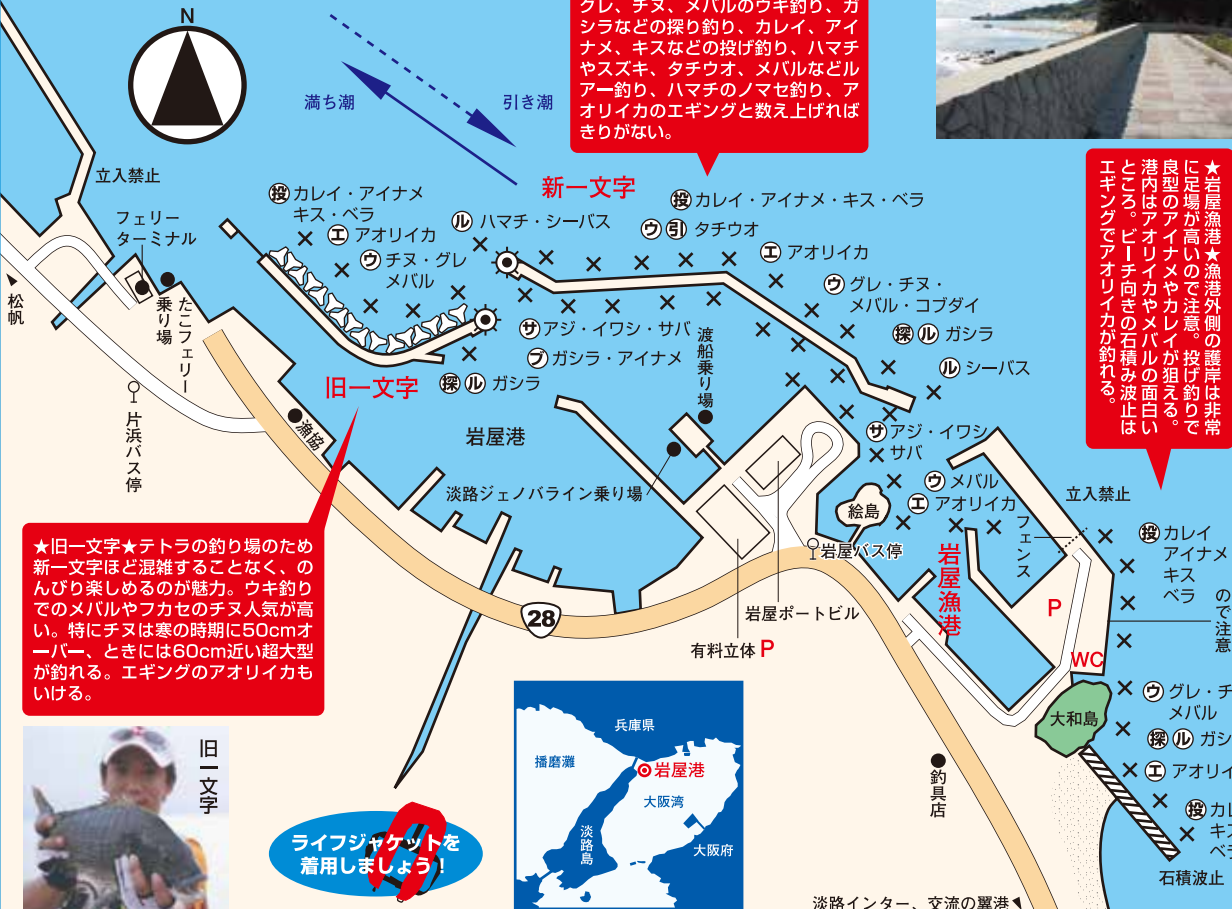 グレ、チヌ、メバルのウキ釣り、ガ
シラなどの探り釣り、カレイ、アイ
ナメ、キスなどの投げ釣り、ハマチ
やスズキ、タチウオ、メバルなどル
アー釣り、ハマチのノマセ釣り、ア
オリイカのエギングと数え上げれば
きりがない。
N
満ち潮
引き潮
立入禁止
フェリー
ターミナル
たこフェリー
乗り場
松帆
片浜バス停
漁協
投 カレイ・アイナメ
キス・ベラ
エ アオリイカ
ウ チヌ・グレ
メバル
ル ハマチ・シーバス
新一文字
投 カレイ・アイナメ・キス・ベラ
ウ 引 タチウオ
エ アオリイカ
ウ グレ・チヌ・
メバル・コブダイ
探 ル ガシラ
ル シーバス
サ アジ・イワシ・サバ
ブ ガシラ・アイナメ
探 ル ガシラ
旧一文字
渡船乗り場
岩屋港
淡路ジェノバライン乗り場
サ アジ・イワシ
サバ
ウ メバル
エ アオリイカ
絵島
岩屋バス停
岩屋漁港
フェンス
立入禁止
★岩屋漁港★漁港外側の護岸は非常
に足場が高いので注意。投げ釣りで
良型のアイナメやカレイが狙える。
港内はアオリイカやメバルの面白い
ところ。ビーチ向きの石積み波止は
エギングでアオリイカが釣れる。
投 カレイ
アイナメ
キス
ベラ
ので注意
P
WC
大和島
ウ グレ・チ
メバル
探 ル ガシ
エ アオリイ
投 カレ
キス
ベラ
石積波止
★旧一文字★テトラの釣り場のため
新一文字ほど混雑することなく、の
んびり楽しめるのが魅力。ウキ釣り
でのメバルやフカセのチヌ人気が高
い。特にチヌは寒の時期に50cmオ
ーバー、ときには60cm近い超大型
が釣れる。エギングのアオリイカも
いける。
28
岩屋ポートビル
有料立体 P
釣具店
旧一文字
ライフジャケットを
着用しましょう!
兵庫県
播磨灘
岩屋港
大阪湾
淡路島
大阪府
淡路インター、交流の翼港